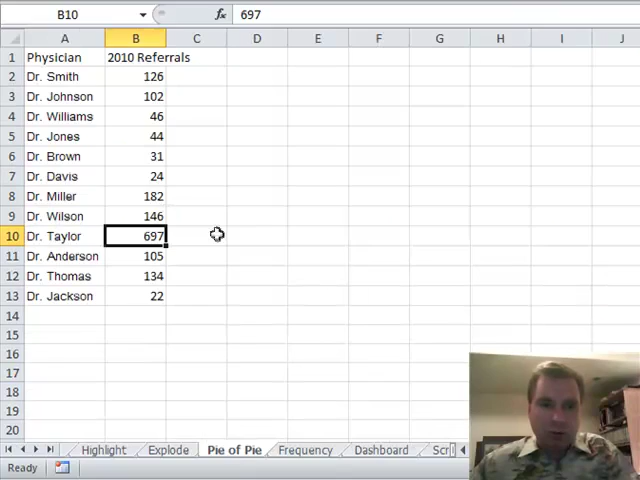 B10 fx 697
A B C D E F G H I J
1 Physician 2010 Referrals
2 Dr. Smith 126
3 Dr. Johnson 102
4 Dr. Williams 46
5 Dr. Jones 44
6 Dr. Brown 31
7 Dr. Davis 24
8 Dr. Miller 182
9 Dr. Wilson 146
10 Dr. Taylor 697
11 Dr. Anderson 105
12 Dr. Thomas 134
13 Dr. Jackson 22
14
15
16
17
18
19
20
Highlight Explode Pie of Pie Frequency Dashboard Scr
Ready